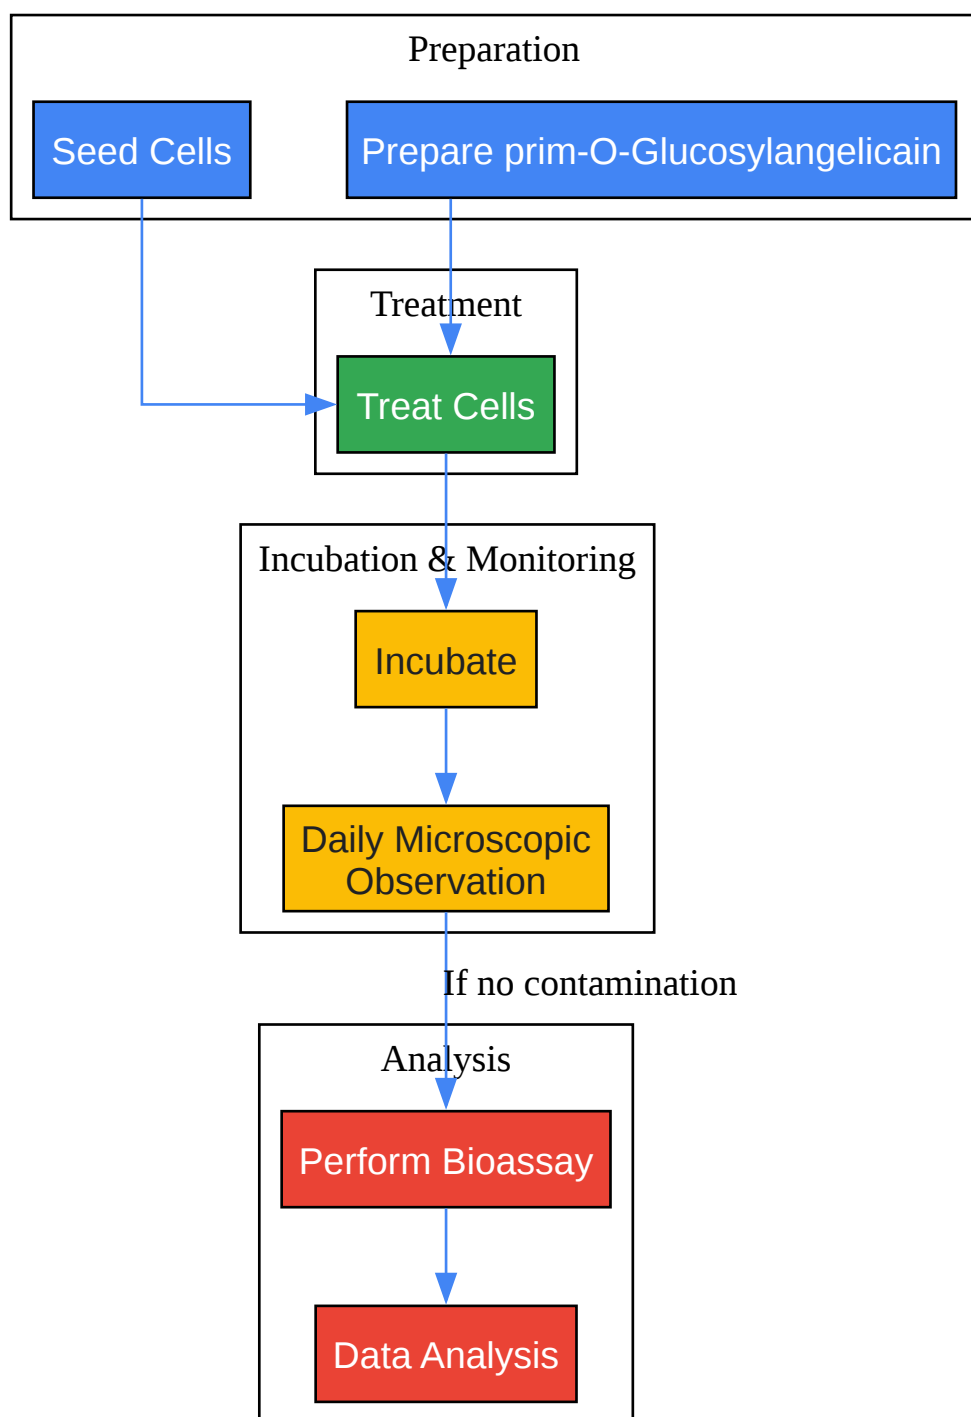 Preparation
Seed Cells
Prepare prim-O-Glucosylangelicain
Treatment
Treat Cells
Incubation & Monitoring
Incubate
Daily Microscopic
Observation
If no contamination
Analysis
Perform Bioassay
Data Analysis